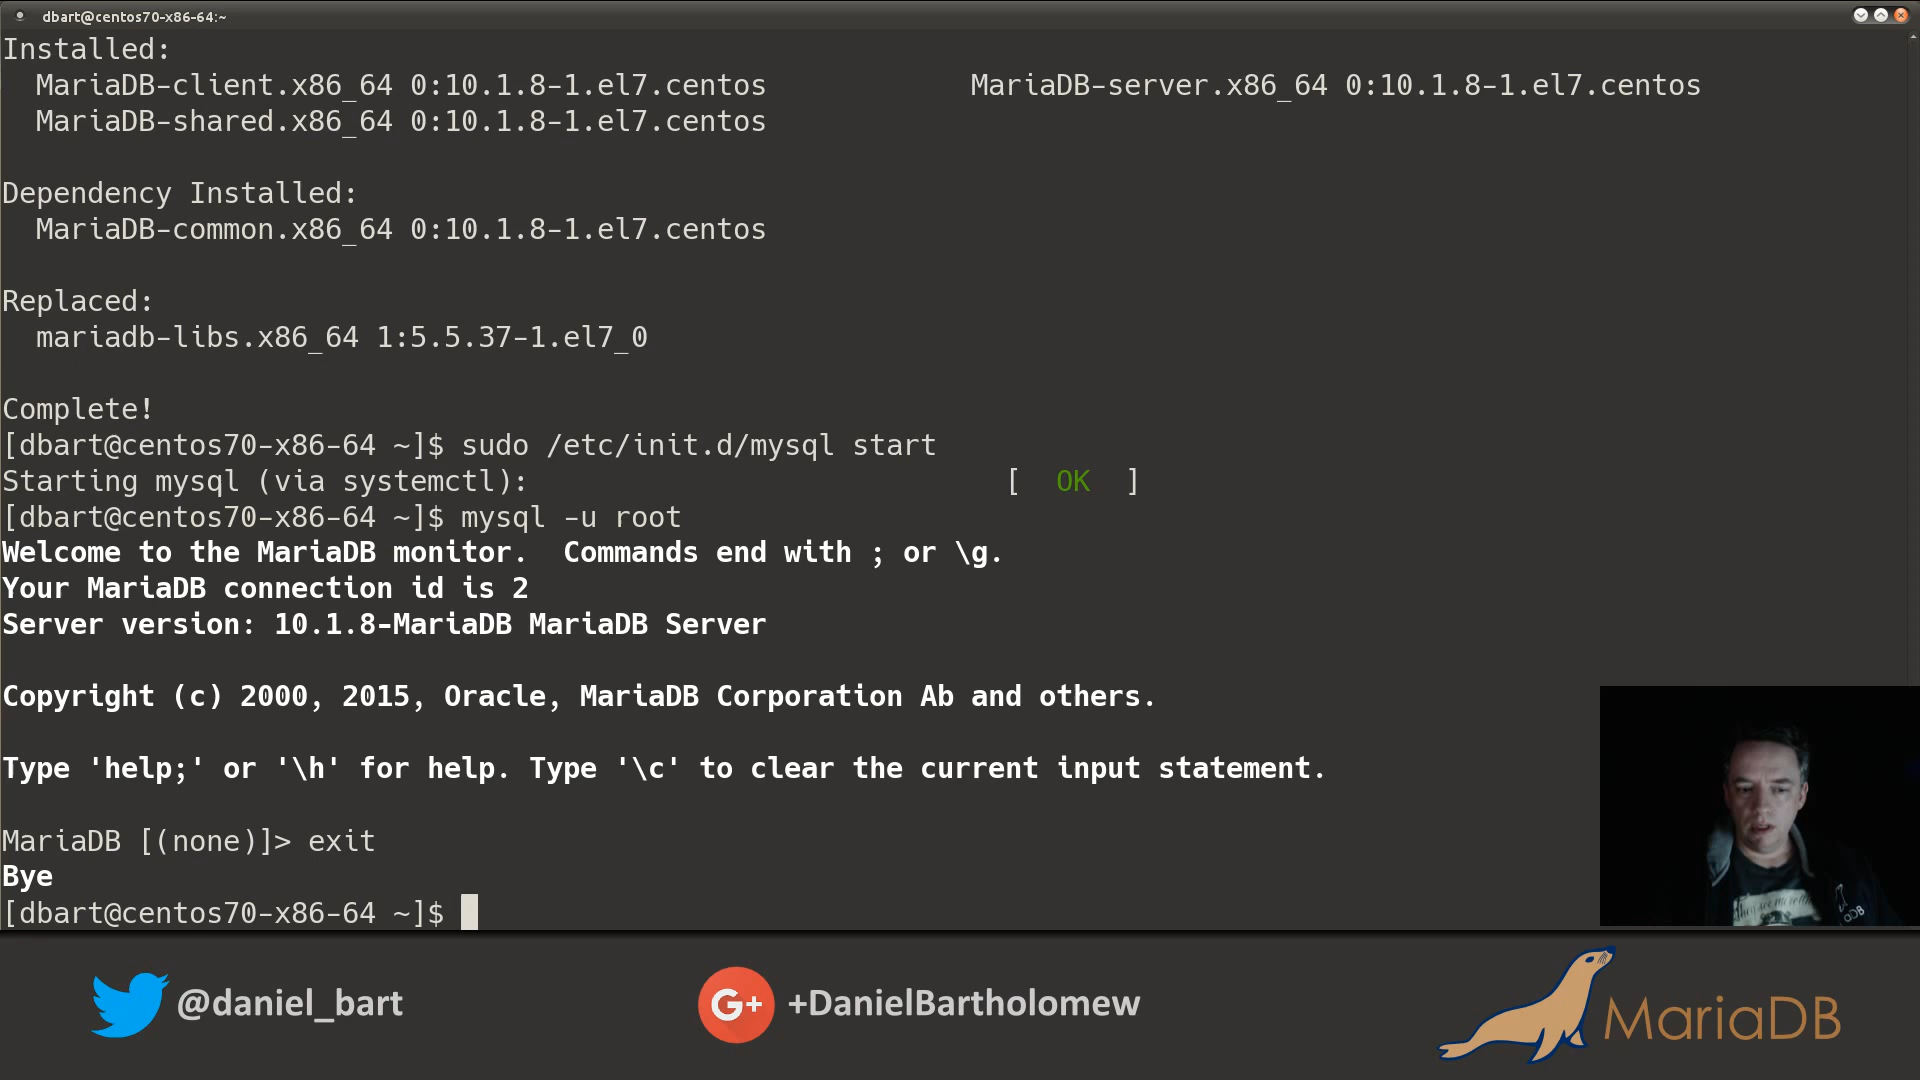 dbart@centos70-x86-64:~
Installed:
  MariaDB-client.x86_64 0:10.1.8-1.el7.centos            MariaDB-server.x86_64 0:10.1.8-1.el7.centos
  MariaDB-shared.x86_64 0:10.1.8-1.el7.centos
Dependency Installed:
  MariaDB-common.x86_64 0:10.1.8-1.el7.centos
Replaced:
  mariadb-libs.x86_64 1:5.5.37-1.el7_0
Complete!
[dbart@centos70-x86-64 ~]$ sudo /etc/init.d/mysql start
Starting mysql (via systemctl):                            [  OK  ]
[dbart@centos70-x86-64 ~]$ mysql -u root
Welcome to the MariaDB monitor.  Commands end with ; or \g.
Your MariaDB connection id is 2
Server version: 10.1.8-MariaDB MariaDB Server
Copyright (c) 2000, 2015, Oracle, MariaDB Corporation Ab and others.
Type 'help;' or '\h' for help. Type '\c' to clear the current input statement.
MariaDB [(none)]> exit
Bye
[dbart@centos70-x86-64 ~]$
@daniel_bart
G+ +DanielBartholomew
MariaDB